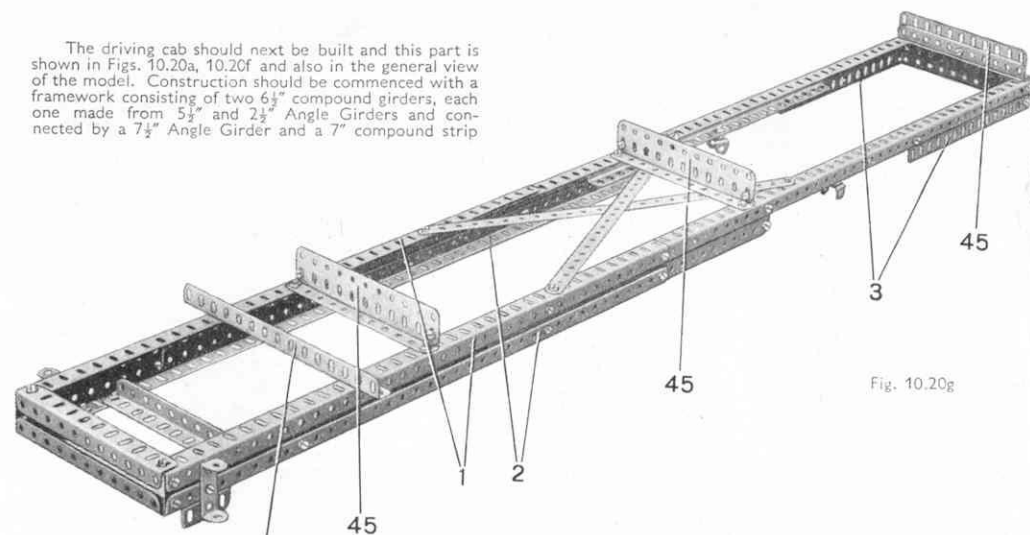 The driving cab should next be built and this part is
shown in Figs. 10.20a, 10.20f and also in the general view
of the model. Construction should be commenced with a
framework consisting of two 6½″ compound girders, each
one made from 5½″ and 2½″ Angle Girders and con-
nected by a 7½″ Angle Girder and a 7″ compound strip
45
3
45
Fig. 10.20g
1
2
45